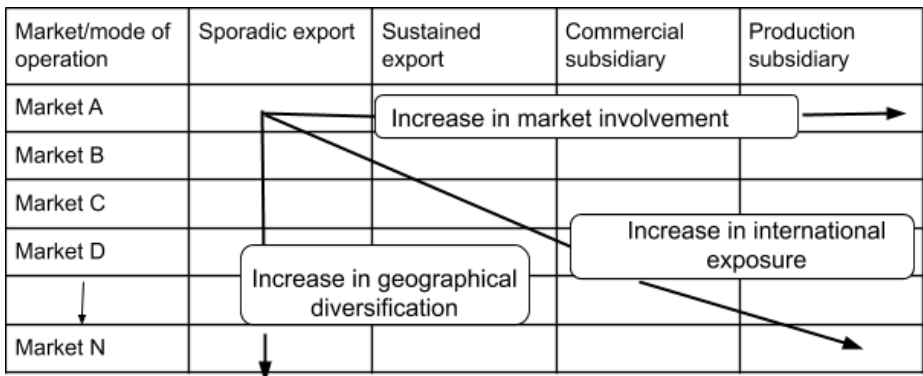 Market/mode of
operation
Sporadic export
Sustained
export
Commercial
subsidiary
Production
subsidiary
Market A
Increase in market involvement
Market B
Market C
Market D
Increase in international
exposure
Increase in geographical
diversification
Market N